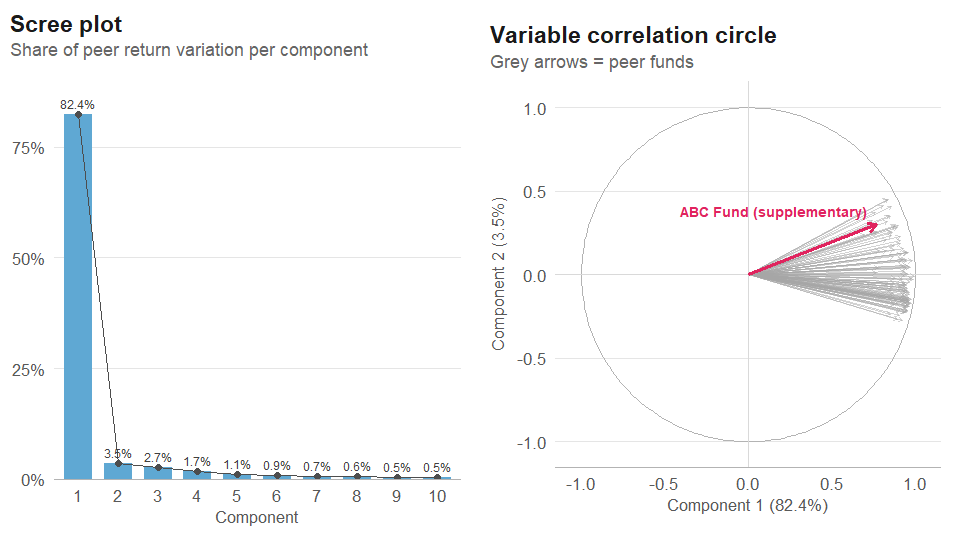 Scree plot
Share of peer return variation per component
82.4%
3.5%
2.7%
1.7%
1.1%
0.9%
0.7%
0.6%
0.5%
0.5%
75%
50%
25%
0%
1 2 3 4 5 6 7 8 9 10
Component
Variable correlation circle
Grey arrows = peer funds
ABC Fund (supplementary)
Component 2 (3.5%)
1.0
0.5
0.0
-0.5
-1.0
-1.0 -0.5 0.0 0.5 1.0
Component 1 (82.4%)